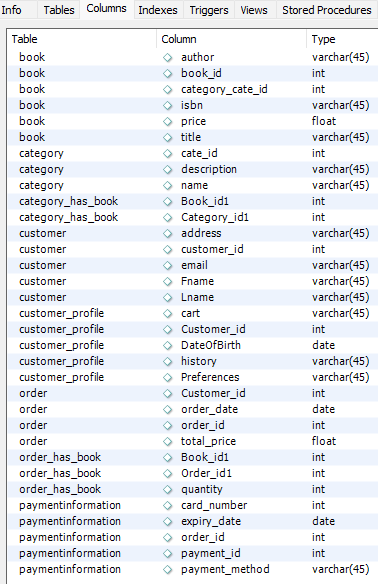 Info Tables Columns Indexes Triggers Views Stored Procedures
Table Column Type
book author varchar(45)
book book_id int
book category_cate_id int
book isbn varchar(45)
book price float
book title varchar(45)
category cate_id int
category description varchar(45)
category name varchar(45)
category_has_book Book_id1 int
category_has_book Category_id1 int
customer address varchar(45)
customer customer_id int
customer email varchar(45)
customer Fname varchar(45)
customer Lname varchar(45)
customer_profile cart varchar(45)
customer_profile Customer_id int
customer_profile DateOfBirth date
customer_profile history varchar(45)
customer_profile Preferences varchar(45)
order Customer_id int
order order_date date
order order_id int
order total_price float
order_has_book Book_id1 int
order_has_book Order_id1 int
order_has_book quantity int
paymentinformation card_number int
paymentinformation expiry_date date
paymentinformation order_id int
paymentinformation payment_id int
paymentinformation payment_method varchar(45)